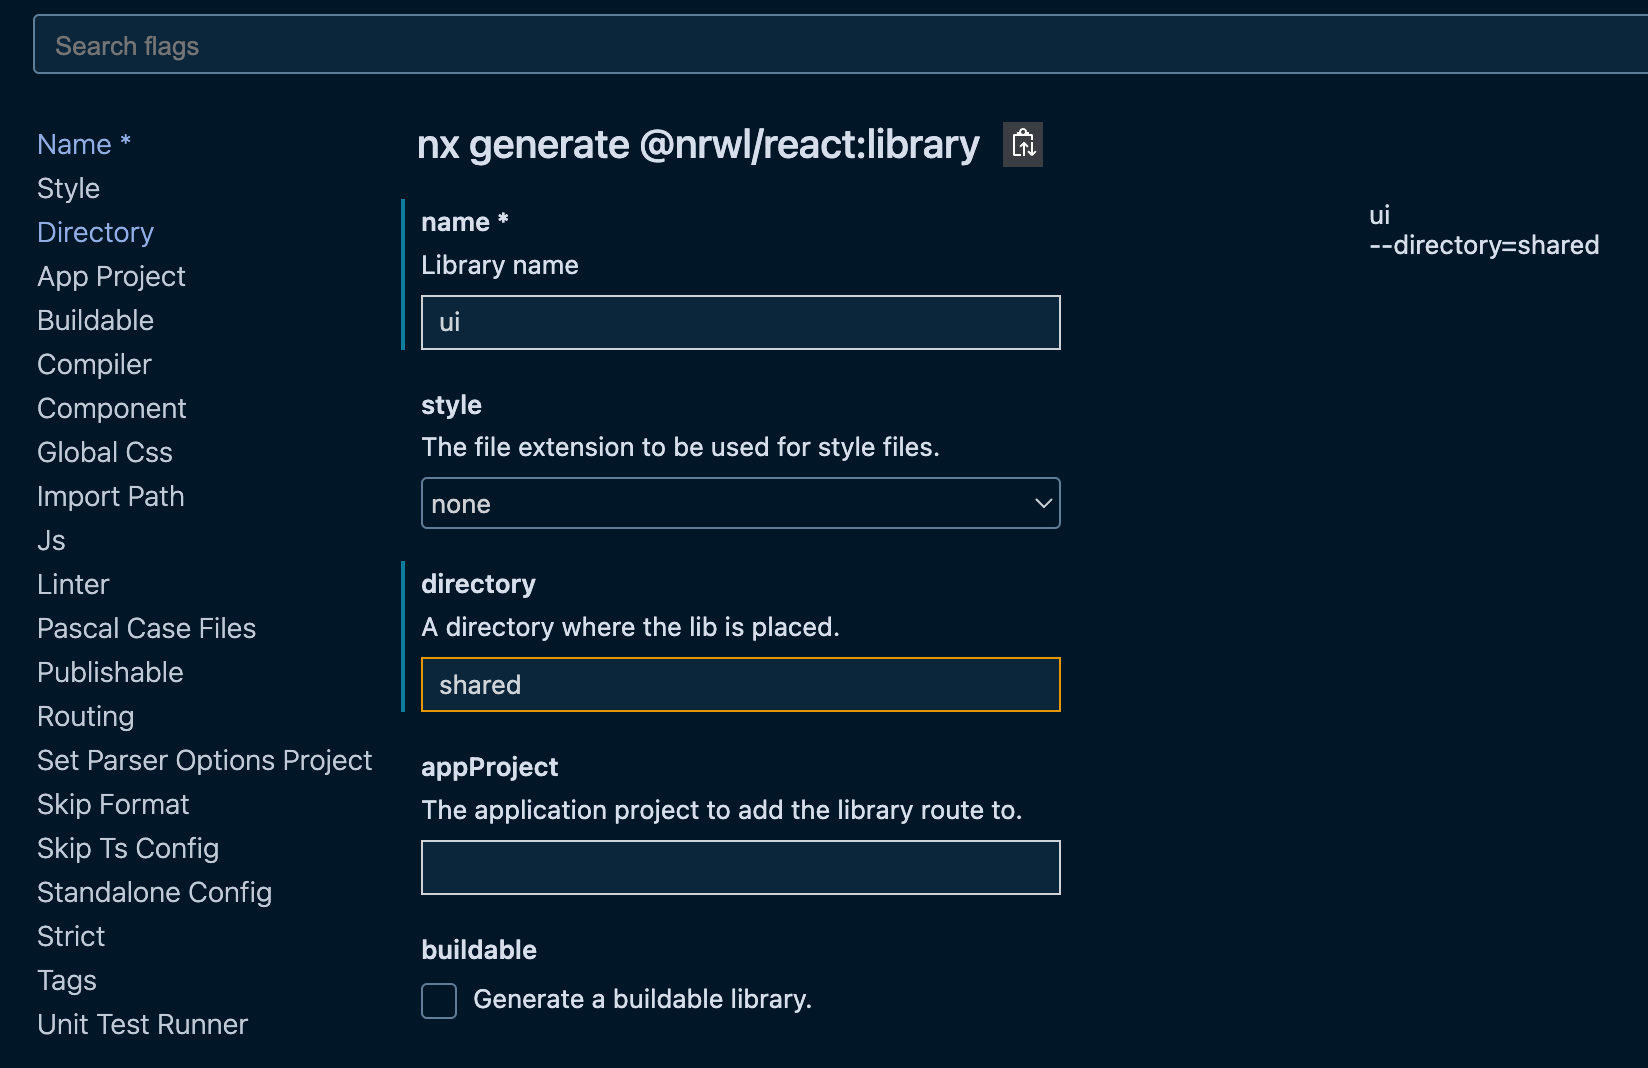 Search flags
Name *
Style
Directory
App Project
Buildable
Compiler
Component
Global Css
Import Path
Js
Linter
Pascal Case Files
Publishable
Routing
Set Parser Options Project
Skip Format
Skip Ts Config
Standalone Config
Strict
Tags
Unit Test Runner
nx generate @nrwl/react:library
name *
Library name
ui
style
The file extension to be used for style files.
none
directory
A directory where the lib is placed.
shared
appProject
The application project to add the library route to.
buildable
Generate a buildable library.
ui
--directory=shared